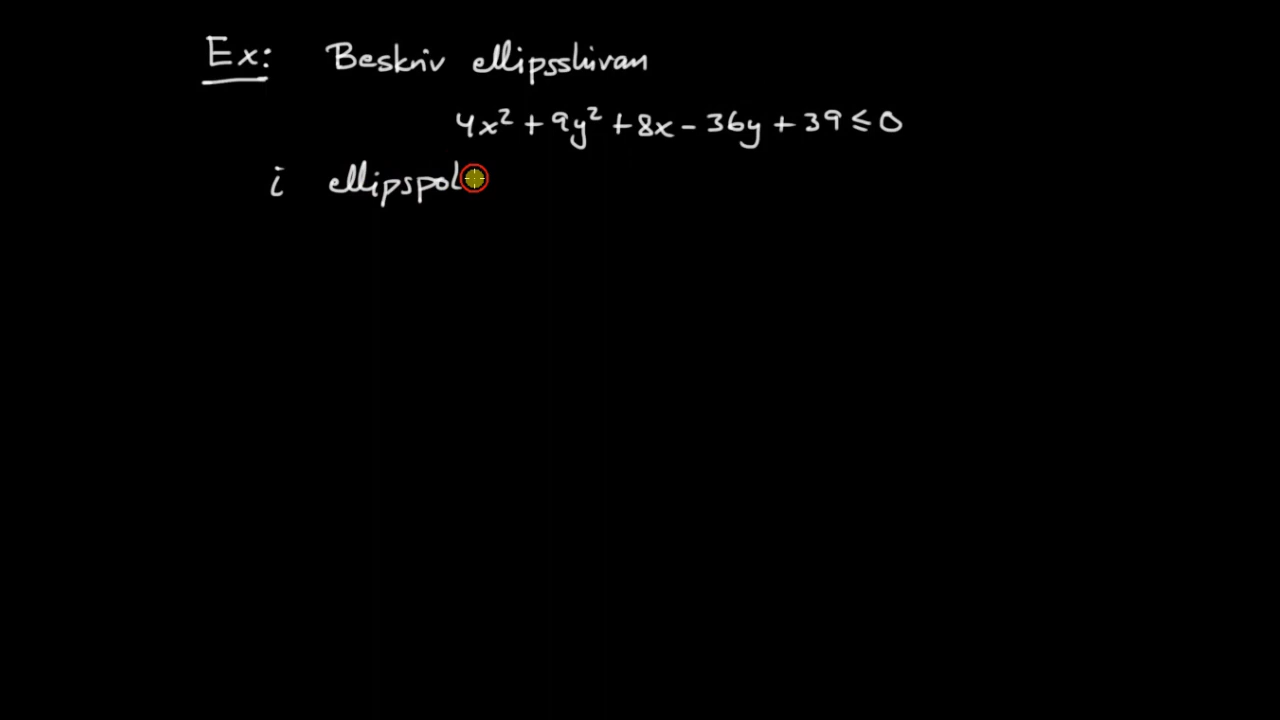 Ex: Beskriv ellipsskivan
4x² + 9y² + 8x - 36y + 39 ≤ 0
i ellipspol